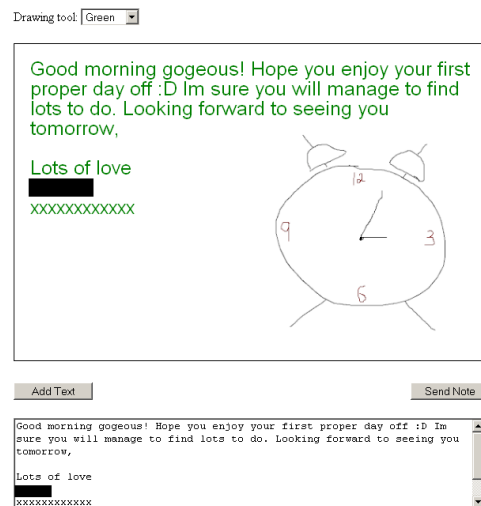 Drawing tool: Green
Good morning gogeous! Hope you enjoy your first
proper day off :D Im sure you will manage to find
lots to do. Looking forward to seeing you
tomorrow,
Lots of love
xxxxxxxxxxxx
12
9
3
6
Add Text
Send Note
Good morning gogeous! Hope you enjoy your first proper day off :D Im
sure you will manage to find lots to do. Looking forward to seeing you
tomorrow,
Lots of love
xxxxxxxxxxxx